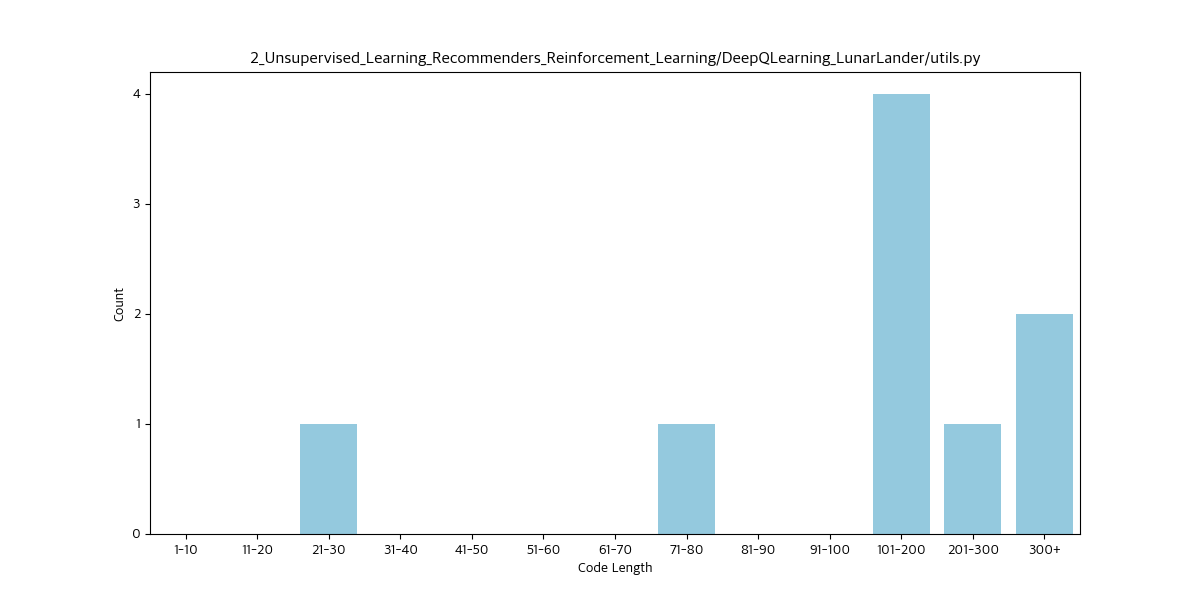 2_Unsupervised_Learning_Recommenders_Reinforcement_Learning/DeepQLearning_LunarLander/utils.py
4
3
2
1
0
Count
1-10 11-20 21-30 31-40 41-50 51-60 61-70 71-80 81-90 91-100 101-200 201-300 300+
Code Length